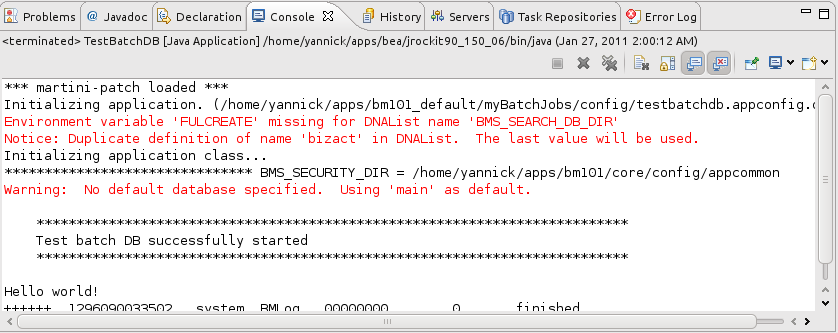 Problems @ Javadoc Declaration Console History Servers Task Repositories Error Log
<terminated> TestBatchDB [Java Application] /home/yannick/apps/bea/jrockit90_150_06/bin/java (Jan 27, 2011 2:00:12 AM)
*** martini-patch loaded ***
Initializing application. (/home/yannick/apps/bm101_default/myBatchJobs/config/testbatchdb.appconfig.
Environment variable 'FULCREATE' missing for DNAList name 'BMS_SEARCH_DB_DIR'
Notice: Duplicate definition of name 'bizact' in DNAList.  The last value will be used.
Initializing application class...
******************************* BMS_SECURITY_DIR = /home/yannick/apps/bm101/core/config/appcommon
Warning:  No default database specified.  Using 'main' as default.
**************************************************************************
Test batch DB successfully started
**************************************************************************
Hello world!
++++++  1296090033502   system  BMLog   00000000        0       finished